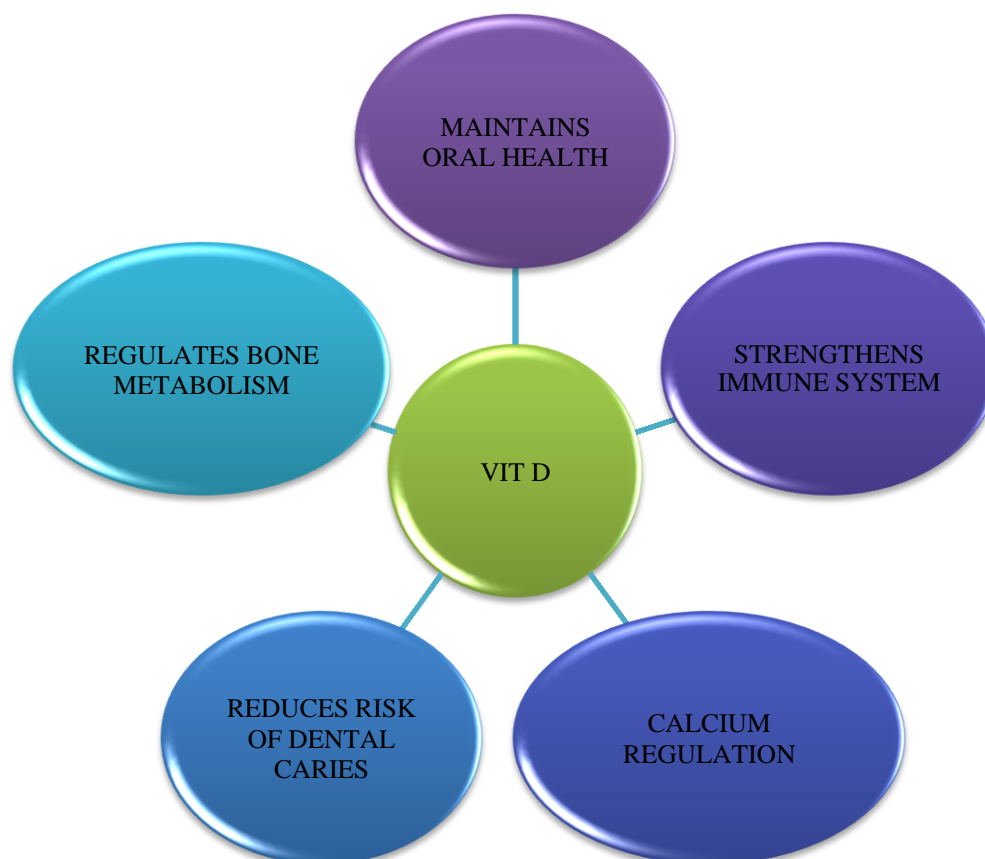 MAINTAINS
ORAL HEALTH
STRENGTHENS
IMMUNE SYSTEM
CALCIUM
REGULATION
REDUCES RISK
OF DENTAL
CARIES
REGULATES BONE
METABOLISM
VIT D